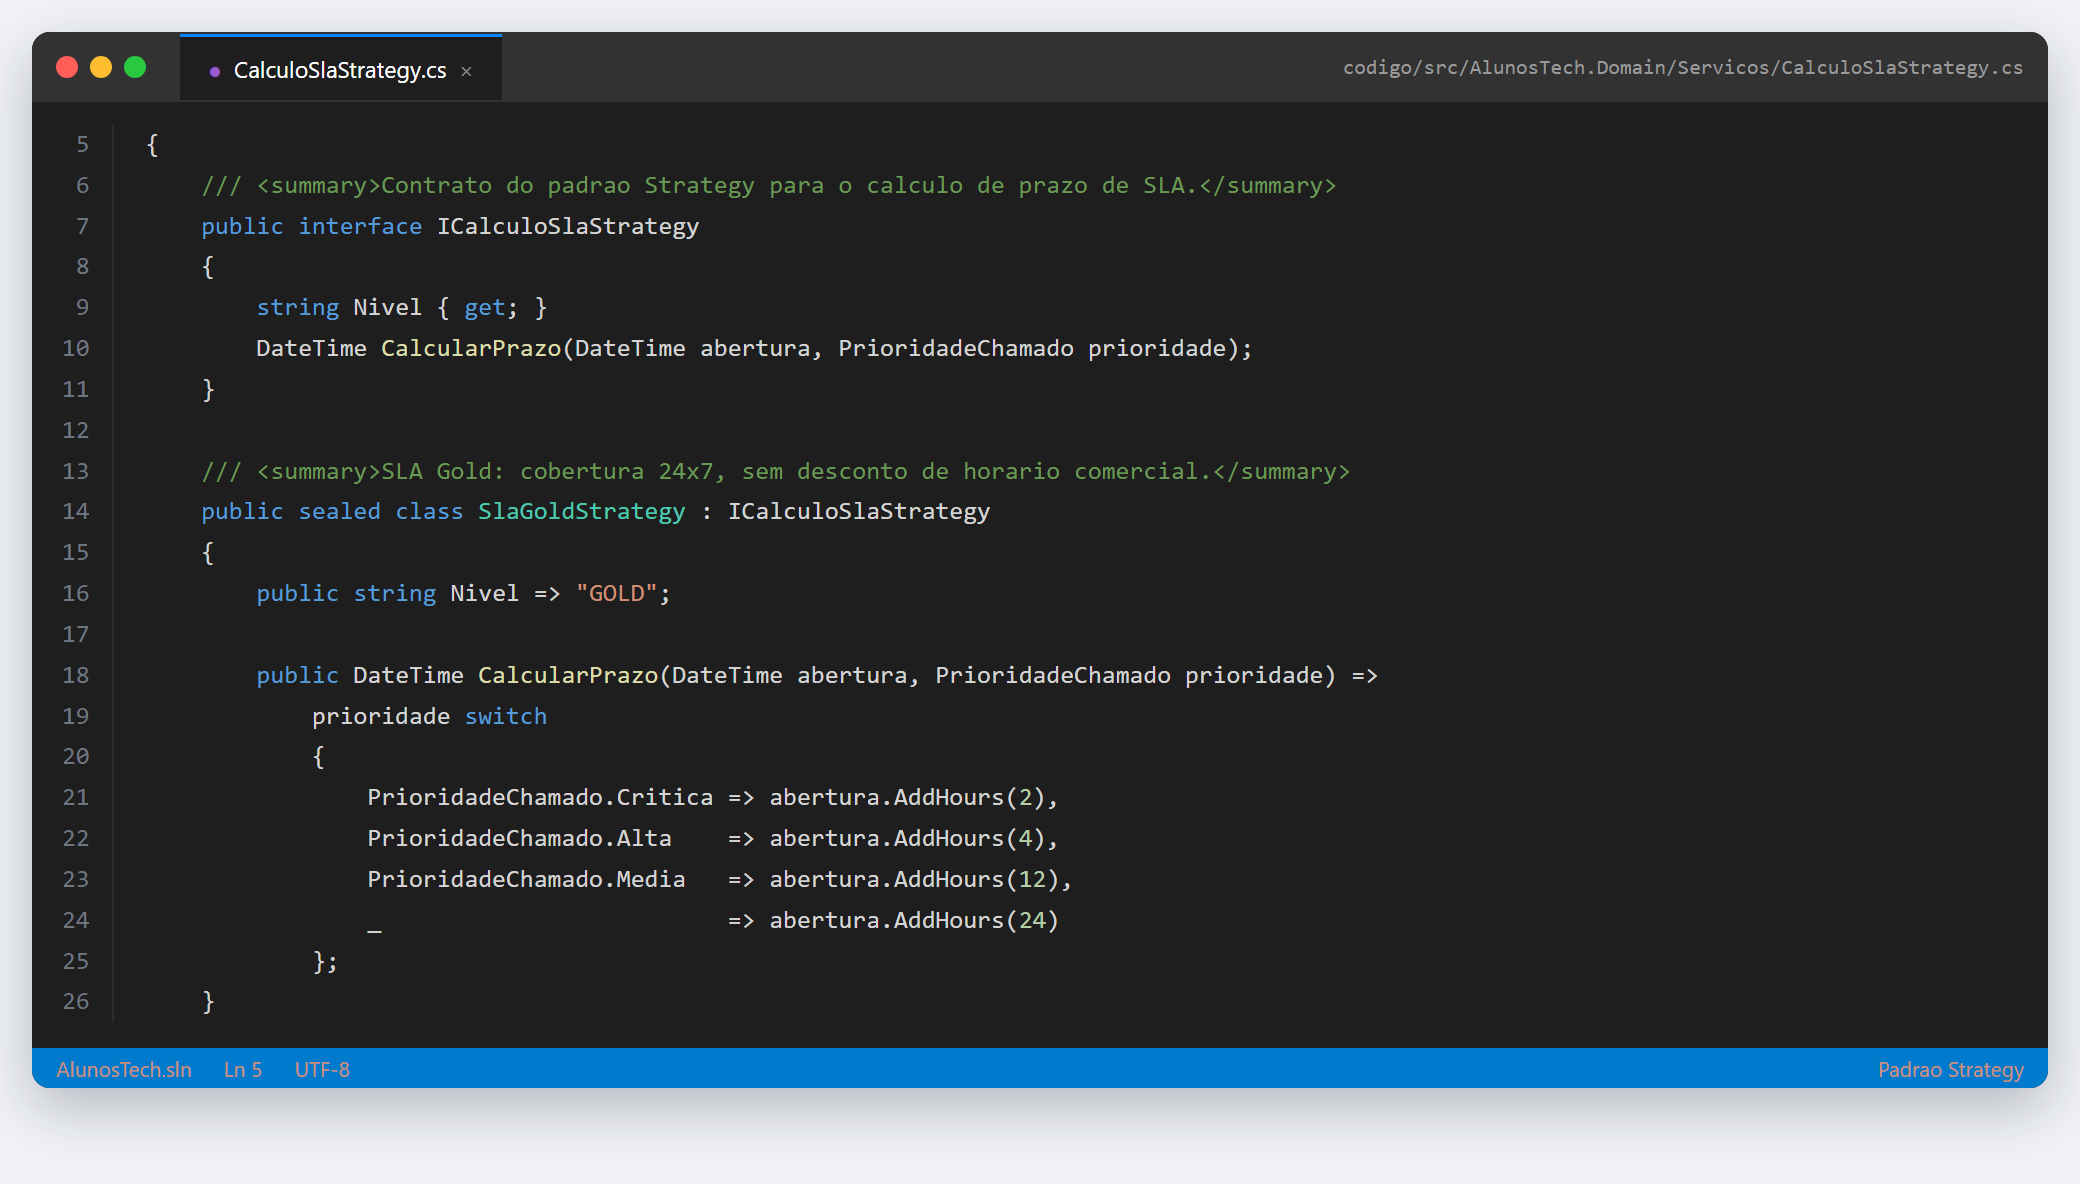 CalculoSlaStrategy.cs ×
codigo/src/AlunosTech.Domain/Servicos/CalculoSlaStrategy.cs
5 {
6     /// <summary>Contrato do padrao Strategy para o calculo de prazo de SLA.</summary>
7     public interface ICalculoSlaStrategy
8     {
9         string Nivel { get; }
10         DateTime CalcularPrazo(DateTime abertura, PrioridadeChamado prioridade);
11     }
12
13     /// <summary>SLA Gold: cobertura 24x7, sem desconto de horario comercial.</summary>
14     public sealed class SlaGoldStrategy : ICalculoSlaStrategy
15     {
16         public string Nivel => "GOLD";
17
18         public DateTime CalcularPrazo(DateTime abertura, PrioridadeChamado prioridade) =>
19             prioridade switch
20             {
21                 PrioridadeChamado.Critica => abertura.AddHours(2),
22                 PrioridadeChamado.Alta    => abertura.AddHours(4),
23                 PrioridadeChamado.Media   => abertura.AddHours(12),
24                 _                         => abertura.AddHours(24)
25             };
26     }
AlunosTech.sln Ln 5 UTF-8 Padrao Strategy